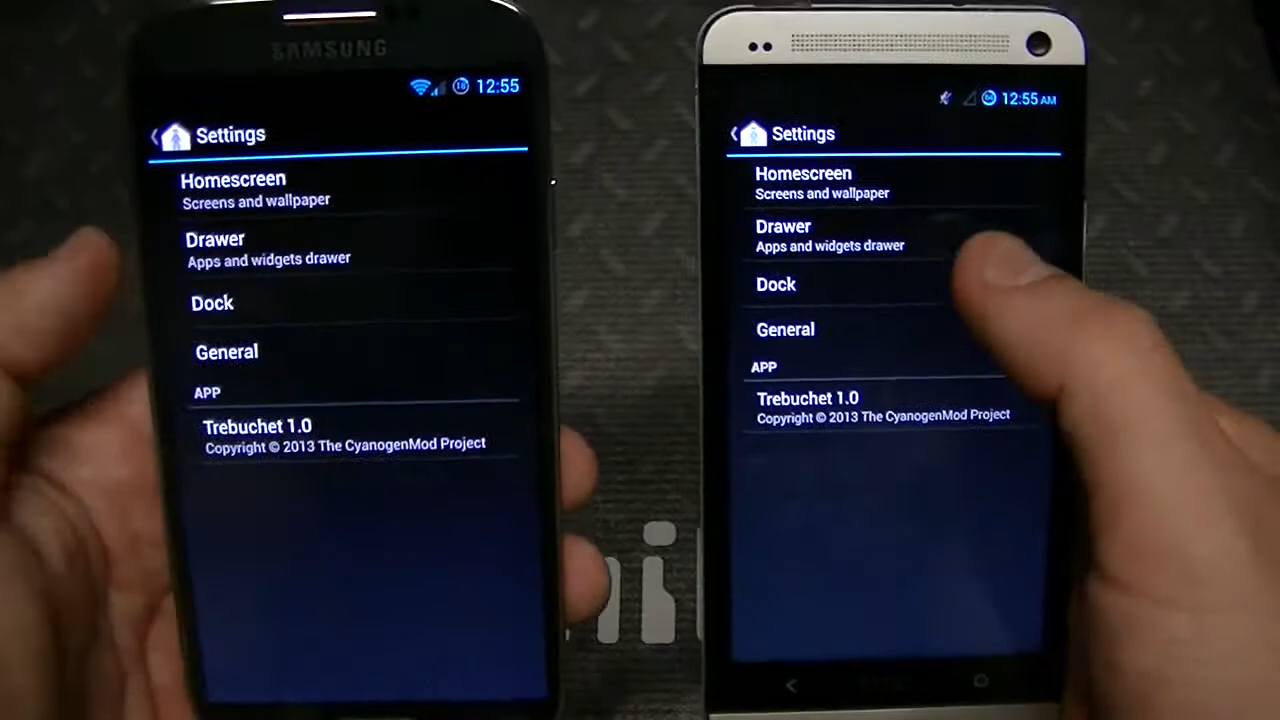 SAMSUNG
18 12:55
Settings
Homescreen
Screens and wallpaper
Drawer
Apps and widgets drawer
Dock
General
APP
Trebuchet 1.0
Copyright © 2013 The CyanogenMod Project
12:55 AM
Settings
Homescreen
Screens and wallpaper
Drawer
Apps and widgets drawer
Dock
General
APP
Trebuchet 1.0
Copyright © 2013 The CyanogenMod Project